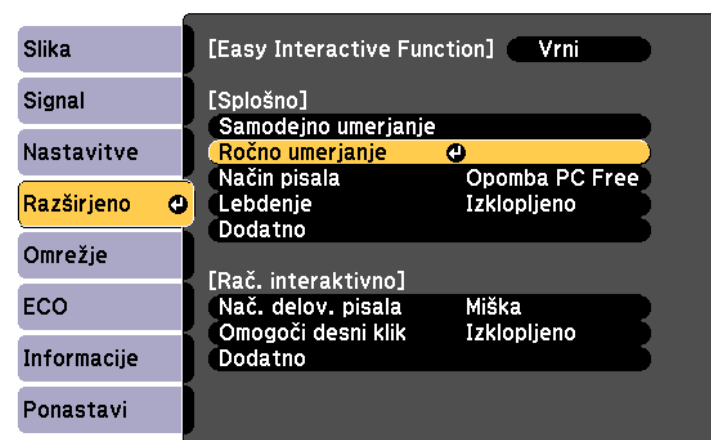 Slika
Signal
Nastavitve
Razširjeno
Omrežje
ECO
Informacije
Ponastavi
[Easy Interactive Function] Vrni
[Splošno]
Samodejno umerjanje
Ročno umerjanje
Način pisala Opomba PC Free
Lebdenje Izklopljeno
Dodatno
[Rač. interaktivno]
Nač. delov. pisala Miška
Omogoči desni klik Izklopljeno
Dodatno